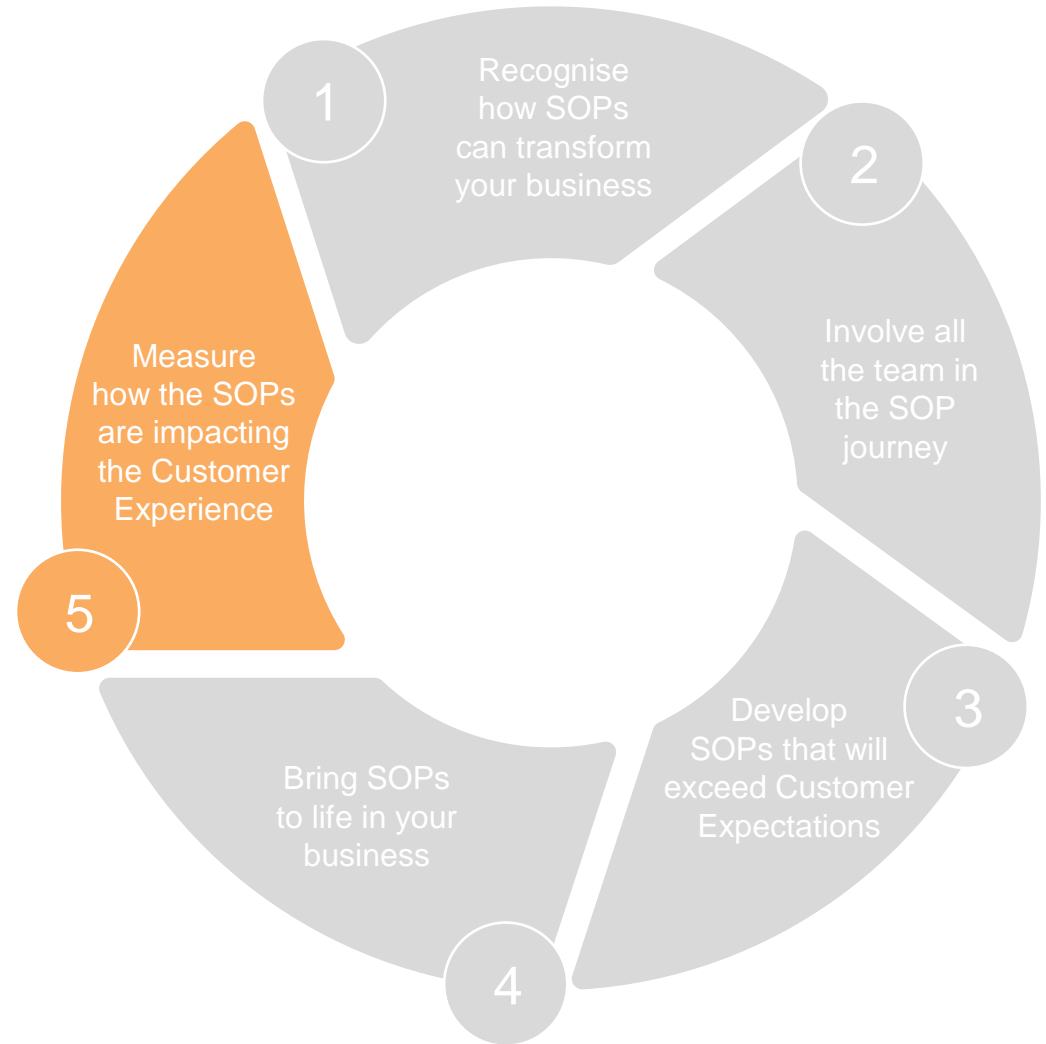 1
Recognise
how SOPs
can transform
your business
2
Involve all
the team in
the SOP
journey
3
Develop
SOPs that will
exceed Customer
Expectations
4
Bring SOPs
to life in your
business
5
Measure
how the SOPs
are impacting
the Customer
Experience